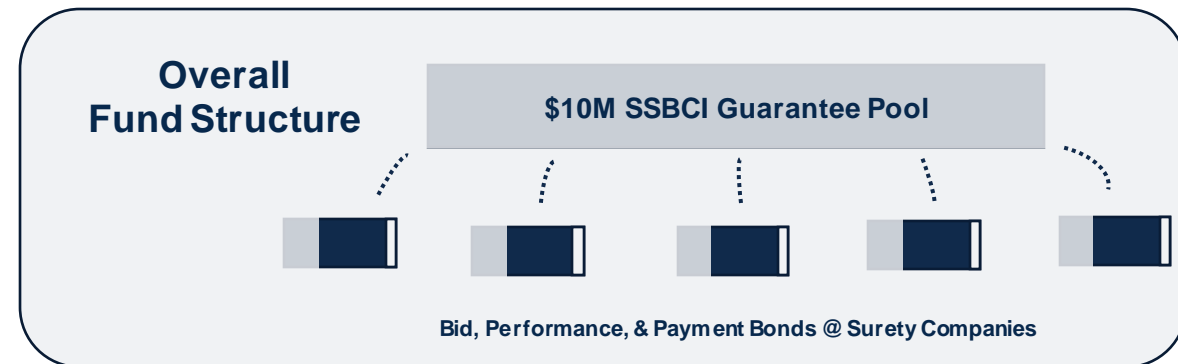 Overall
Fund Structure
$10M SSBCI Guarantee Pool
Bid, Performance, & Payment Bonds @ Surety Companies